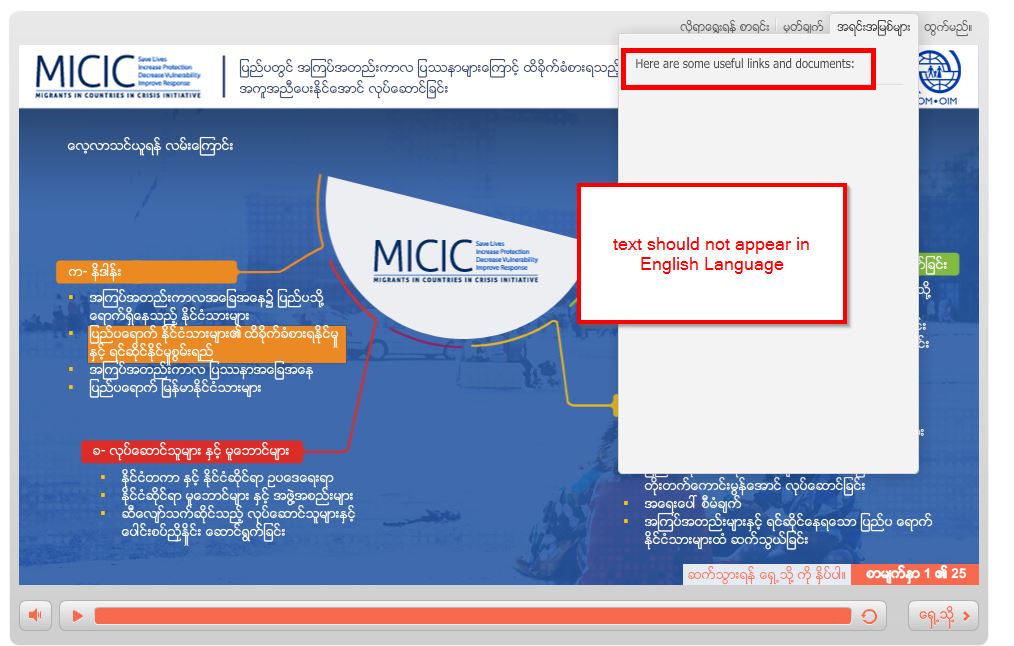 လိုရာရွေးရန် စာရင်း
မှတ်ချက်
အရင်းအမြစ်များ
ထွက်မည်။
MICIC
Save Lives
Increase Protection
Decrease Vulnerability
Improve Response
MIGRANTS IN COUNTRIES IN CRISIS INITIATIVE
ပြည်ပတွင် အကြပ်အတည်းကာလ ပြဿနာများကြောင့် ထိခိုက်ခံစားရသည့်
အကူအညီပေးနိုင်အောင် လုပ်ဆောင်ခြင်း
Here are some useful links and documents:
OM•OIM
လေ့လာသင်ယူရန် လမ်းကြောင်း
MICIC
Save Lives
Increase Protection
Decrease Vulnerability
Improve Response
MIGRANTS IN COUNTRIES IN CRISIS INITIATIVE
text should not appear in
English Language
က- နိဒါန်း
အကြပ်အတည်းကာလအခြေအနေ၌ ပြည်ပသို့
ရောက်ရှိနေသည့် နိုင်ငံသားများ
ပြည်ပရောက် နိုင်ငံသားများ၏ ထိခိုက်ခံစားရနိုင်မှု
နှင့် ရင်ဆိုင်နိုင်မှုစွမ်းရည်
အကြပ်အတည်းကာလ ပြဿနာအခြေအနေ
ပြည်ပရောက် မြန်မာနိုင်ငံသားများ
ခ- လုပ်ဆောင်သူများ နှင့် မူဘောင်များ
နိုင်ငံတကာ နှင့် နိုင်ငံဆိုင်ရာ ဥပဒေရေးရာ
နိုင်ငံဆိုင်ရာ မူဘောင်များ နှင့် အဖွဲ့အစည်းများ
ဆီလျော်သက်ဆိုင်သည့် လုပ်ဆောင်သူများနှင့်
ပေါင်းစပ်ညှိနှိုင်း ဆောင်ရွက်ခြင်း
တိုးတက်ကောင်းမွန်အောင် လုပ်ဆောင်ခြင်း
အရေးပေါ် စီမံချက်
အကြပ်အတည်းများနှင့် ရင်ဆိုင်နေရသော ပြည်ပ ရောက်
နိုင်ငံသားများထံ ဆက်သွယ်ခြင်း
ဆက်သွားရန် ရှေ့သို့ ကို နှိပ်ပါ။
စာမျက်နှာ 1 ၏ 25
ရှေ့သို့